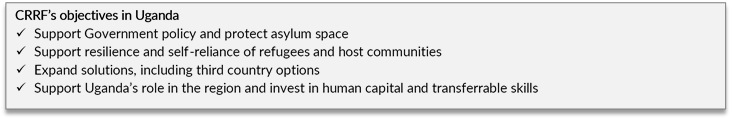 CRRF's objectives in Uganda
✓ Support Government policy and protect asylum space
✓ Support resilience and self-reliance of refugees and host communities
✓ Expand solutions, including third country options
✓ Support Uganda's role in the region and invest in human capital and transferrable skills